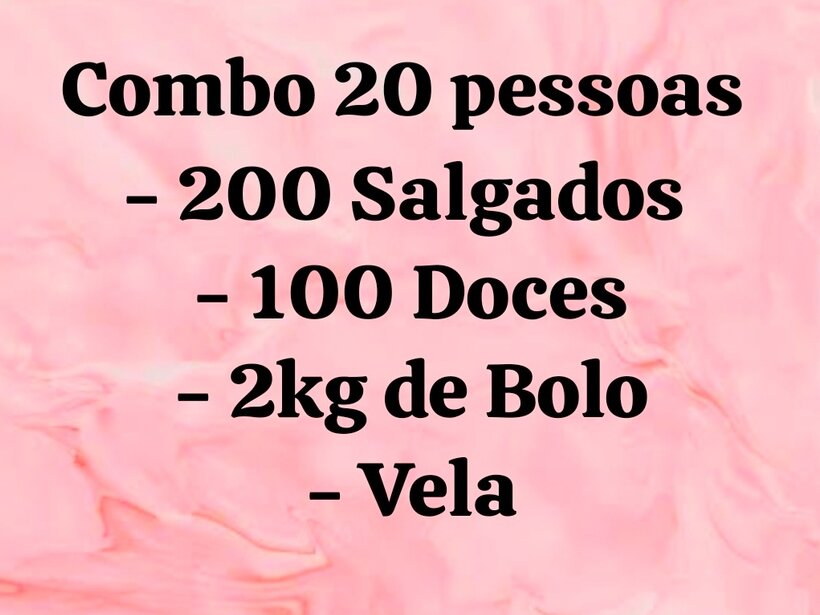 Combo 20 pessoas
- 200 Salgados
- 100 Doces
- 2kg de Bolo
- Vela